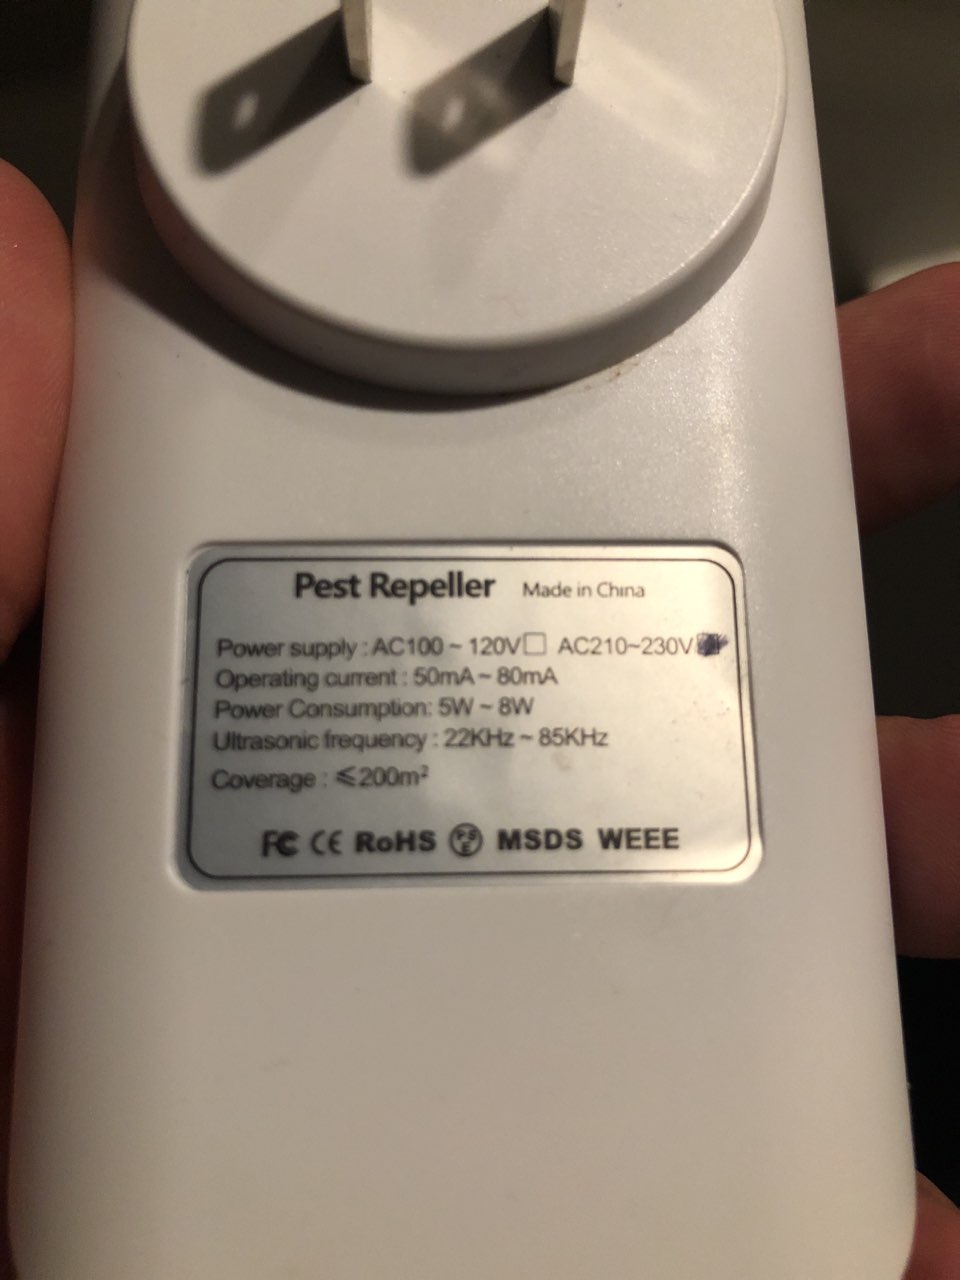 Pest Repeller Made in China
Power supply : AC100 ~ 120V□ AC210~230V■
Operating current : 50mA ~ 80mA
Power Consumption: 5W ~ 8W
Ultrasonic frequency : 22KHz ~ 85KHz
Coverage : ≤200m²
FC CE RoHS PSE MSDS WEEE